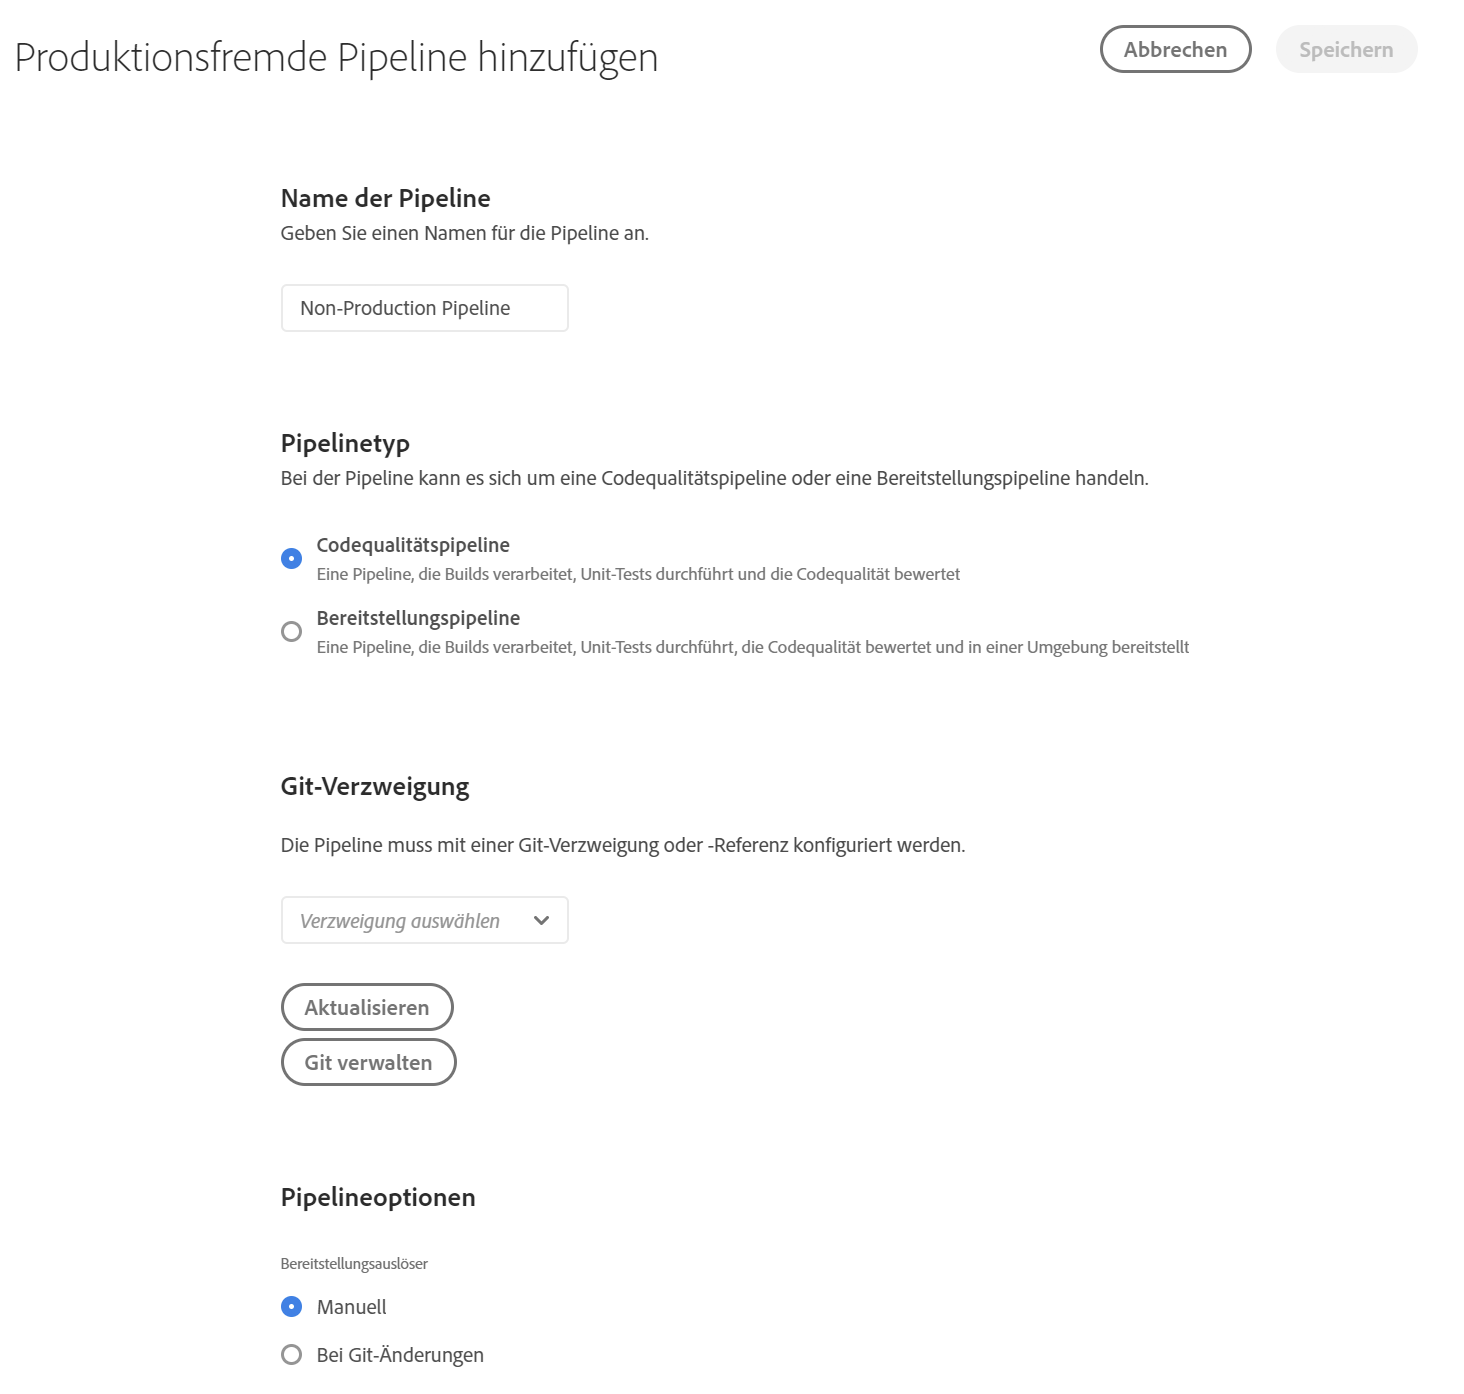 Produktionsfremde Pipeline hinzufügen
Abbrechen
Speichern
Name der Pipeline
Geben Sie einen Namen für die Pipeline an.
Non-Production Pipeline
Pipelinetyp
Bei der Pipeline kann es sich um eine Codequalitätspipeline oder eine Bereitstellungspipeline handeln.
Codequalitätspipeline
Eine Pipeline, die Builds verarbeitet, Unit-Tests durchführt und die Codequalität bewertet
Bereitstellungspipeline
Eine Pipeline, die Builds verarbeitet, Unit-Tests durchführt, die Codequalität bewertet und in einer Umgebung bereitstellt
Git-Verzweigung
Die Pipeline muss mit einer Git-Verzweigung oder -Referenz konfiguriert werden.
Verzweigung auswählen
Aktualisieren
Git verwalten
Pipelineoptionen
Bereitstellungsauslöser
Manuell
Bei Git-Änderungen